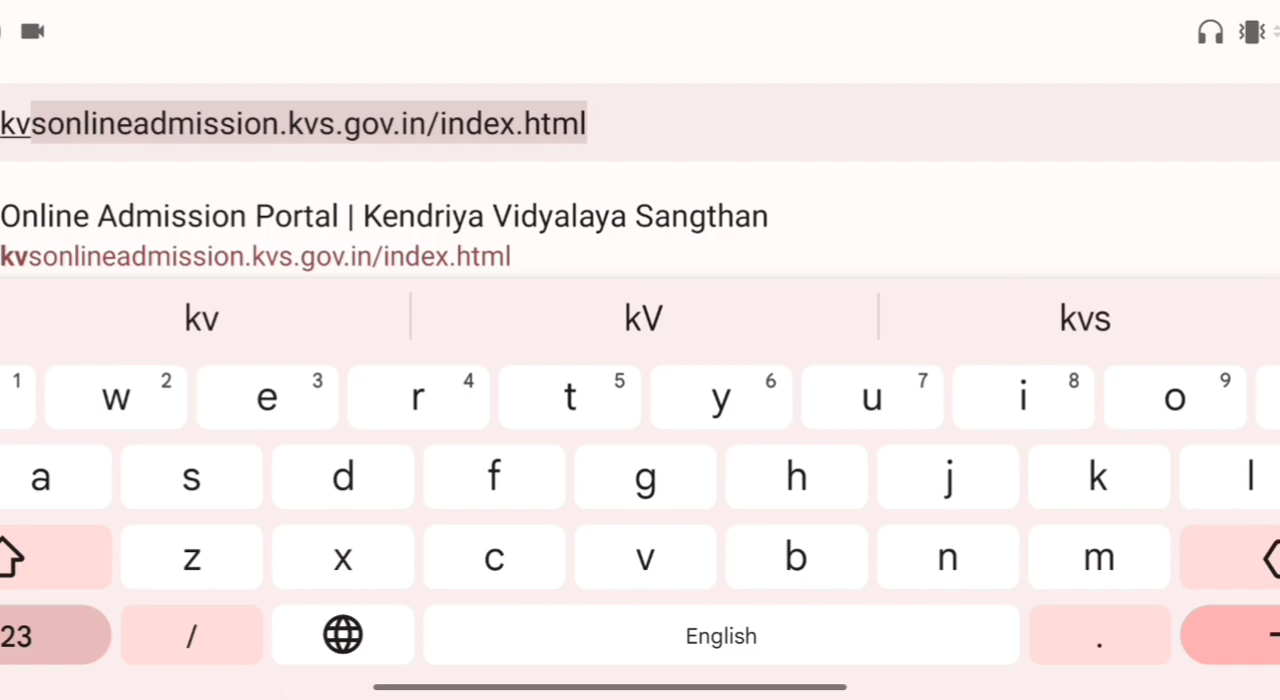 kvsonlineadmission.kvs.gov.in/index.html
Online Admission Portal | Kendriya Vidyalaya Sangthan
kvsonlineadmission.kvs.gov.in/index.html
kv kV kvs
1 w 2 e 3 r 4 t 5 y 6 u 7 i 8 o 9
a s d f g h j k l
z x c v b n m
23 / English .